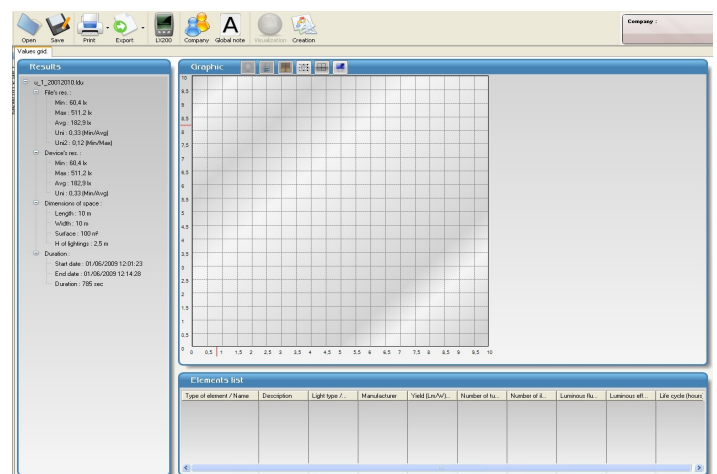 Company :
Open Save Print Export LX200 Company Global note Visualization Creation
Values grid
Results
u_1_20012010.ldu
File's res. :
Min : 60,4 lx
Max : 511,2 lx
Avg : 182,9 lx
Uni : 0,33 (Min/Avg)
Uni2 : 0,12 (Min/Max)
Device's res. :
Min : 60,4 lx
Max : 511,2 lx
Avg : 182,9 lx
Uni : 0,33 (Min/Avg)
Dimensions of space :
Length : 10 m
Width : 10 m
Surface : 100 m²
H of lightings : 2,5 m
Duration :
Start date : 01/06/2009 12:01:23
End date : 01/06/2009 12:14:28
Duration : 785 sec
Graphic
10
9,5
9
8,5
8
7,5
7
6,5
6
5,5
5
4,5
4
3,5
3
2,5
2
1,5
1
0,5
0
0 0,5 1 1,5 2 2,5 3 3,5 4 4,5 5 5,5 6 6,5 7 7,5 8 8,5 9 9,5 10
Elements list
Type of element / Name Description Light type /... Manufacturer Yield (Lm/W)... Number of tu... Number of il... Luminous flu... Luminous eff... Life cycle (hours